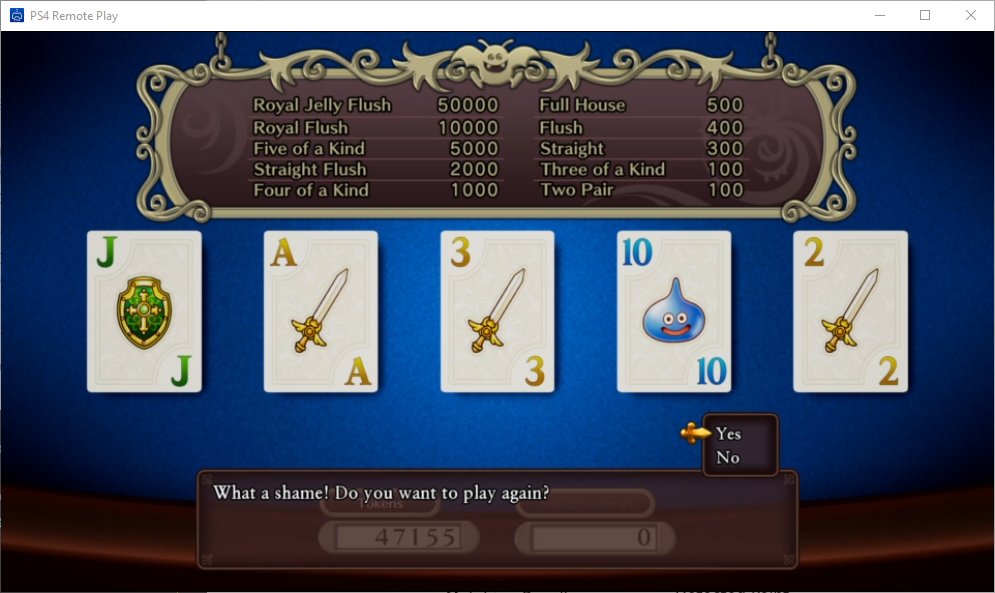 PS4 Remote Play
Royal Jelly Flush 50000 Full House 500
Royal Flush 10000 Flush 400
Five of a Kind 5000 Straight 300
Straight Flush 2000 Three of a Kind 100
Four of a Kind 1000 Two Pair 100
J A 3 10 2
J A 3 10 2
Yes
No
What a shame! Do you want to play again?
Tokens
47155 0